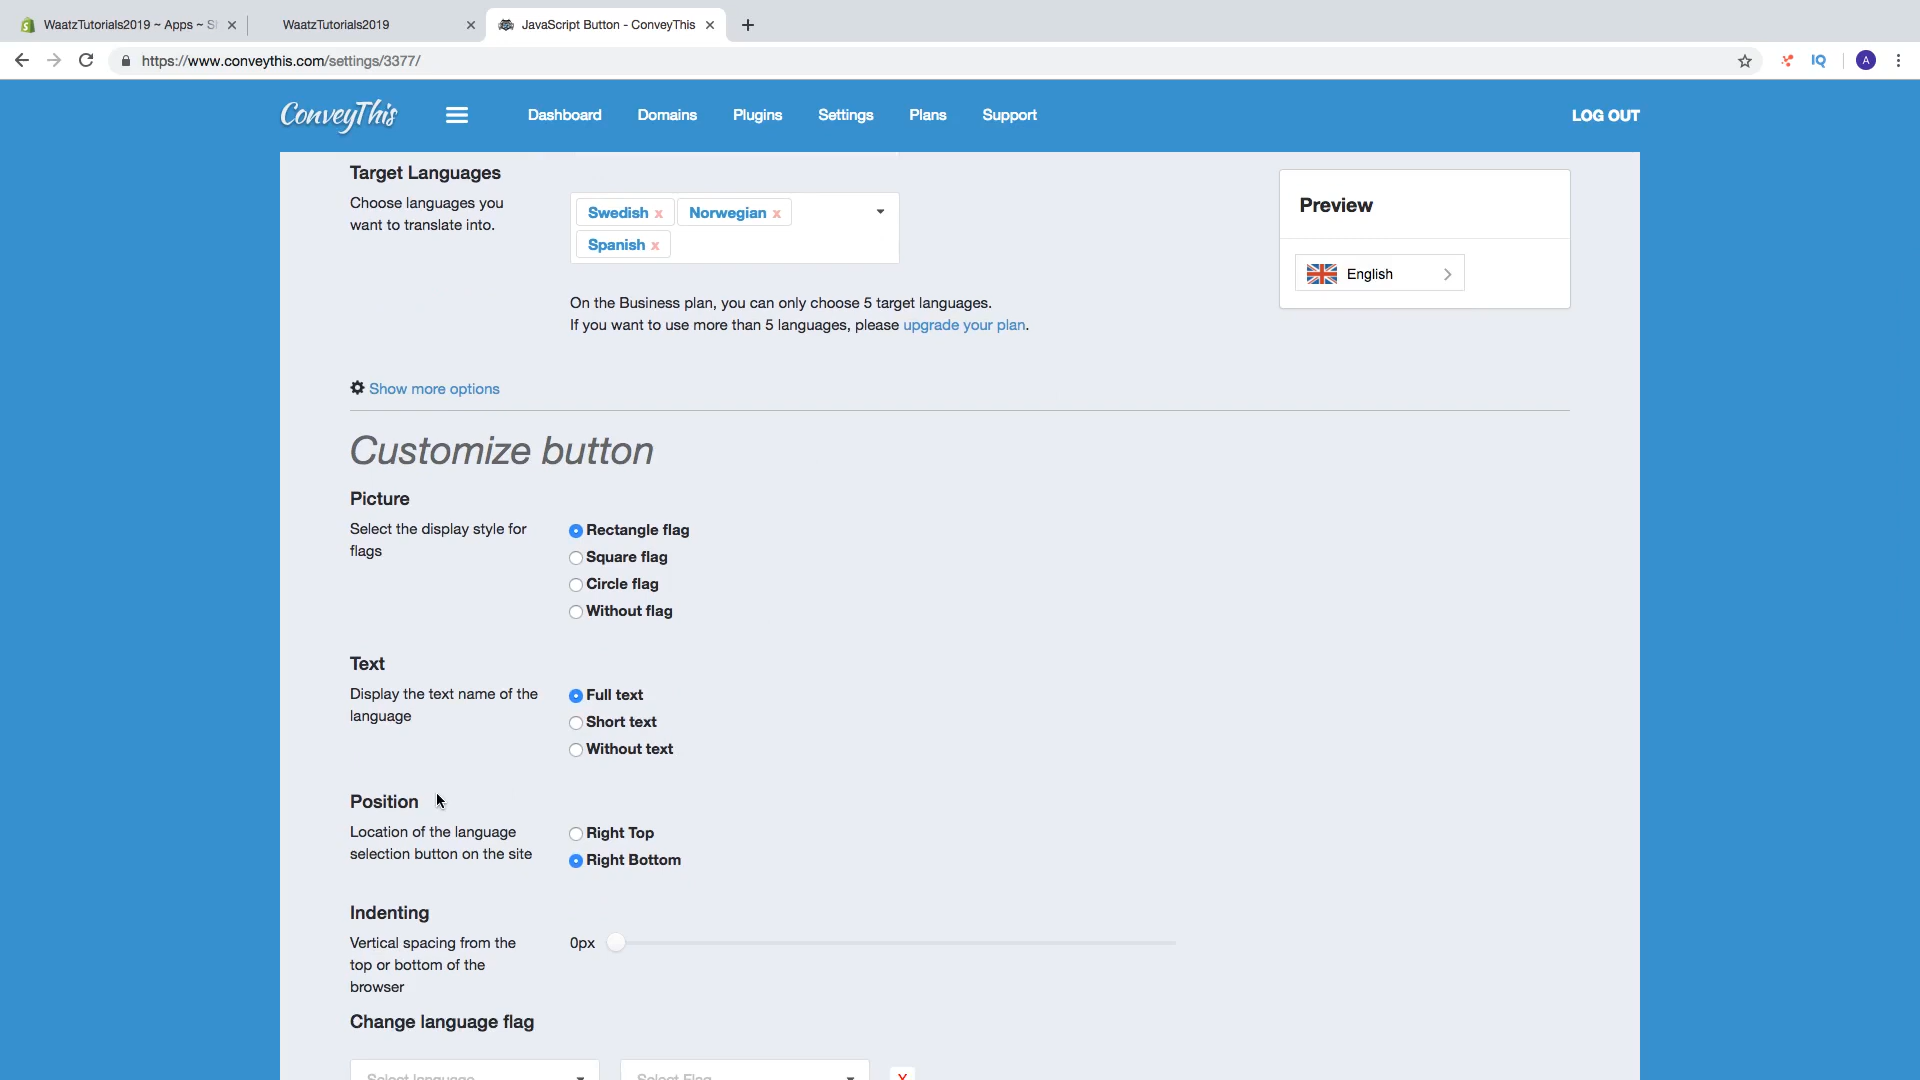 WaatzTutorials2019 ~ Apps ~ S
WaatzTutorials2019
JavaScript Button - ConveyThis
https://www.conveythis.com/settings/3377/
IQ
A
ConveyThis
Dashboard
Domains
Plugins
Settings
Plans
Support
LOG OUT
Target Languages
Choose languages you
want to translate into.
Swedish x
Norwegian x
Spanish x
On the Business plan, you can only choose 5 target languages.
If you want to use more than 5 languages, please upgrade your plan.
Preview
English
Show more options
Customize button
Picture
Select the display style for
flags
Rectangle flag
Square flag
Circle flag
Without flag
Text
Display the text name of the
language
Full text
Short text
Without text
Position
Location of the language
selection button on the site
Right Top
Right Bottom
Indenting
Vertical spacing from the
top or bottom of the
browser
0px
Change language flag
Select language
Select Flag
X